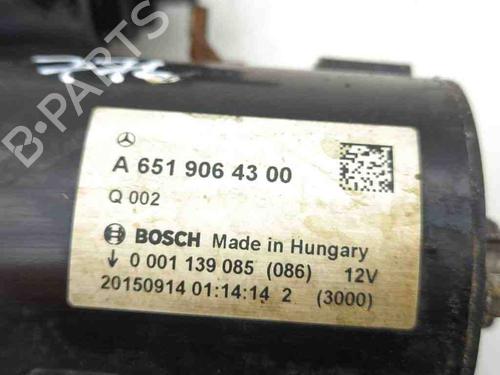 A 651 906 43 00
Q 002
BOSCH Made in Hungary
0 001 139 085 (086) 12V
20150914 01:14:14 2 (3000)